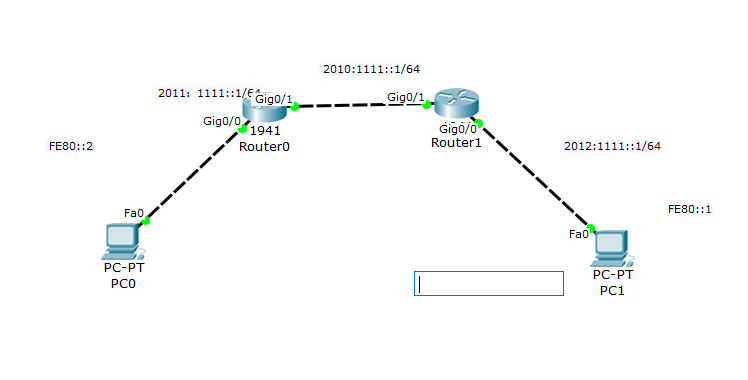 2010:1111::1/64
2011: 1111::1/64
Gig0/1
Gig0/1
Gig0/0
1941
Router0
Gig0/0
Router1
FE80::2
2012:1111::1/64
FE80::1
Fa0
PC-PT
PC0
Fa0
PC-PT
PC1